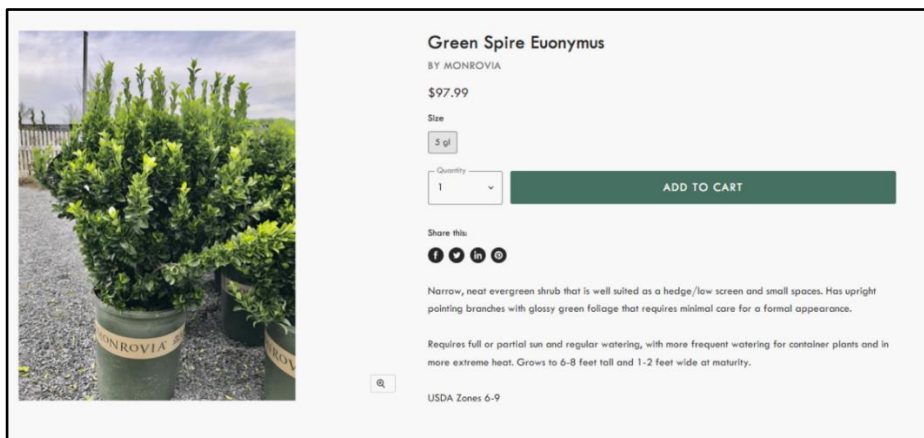 Green Spire Euonymus
BY MONROVIA
$97.99
Size
5 gl
Quantity
1
ADD TO CART
Share this:
Narrow, neat evergreen shrub that is well suited as a hedge/low screen and small spaces. Has upright
pointing branches with glossy green foliage that requires minimal care for a formal appearance.
Requires full or partial sun and regular watering, with more frequent watering for container plants and in
more extreme heat. Grows to 6-8 feet tall and 1-2 feet wide at maturity.
USDA Zones 6-9
MONROVIA